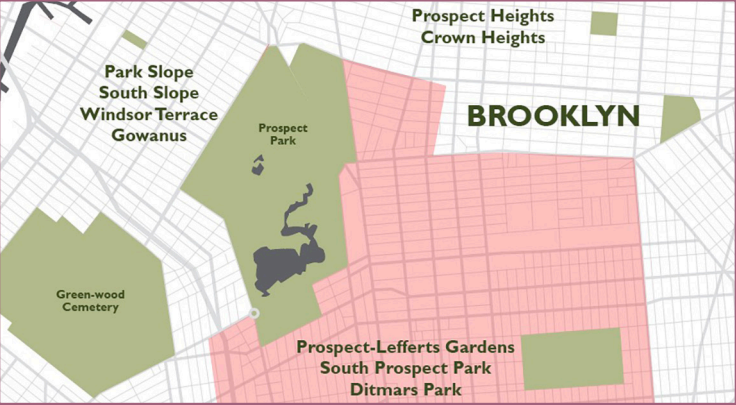 Prospect Heights
Crown Heights
Park Slope
South Slope
Windsor Terrace
Gowanus
BROOKLYN
Prospect
Park
Green-wood
Cemetery
Prospect-Lefferts Gardens
South Prospect Park
Ditmars Park